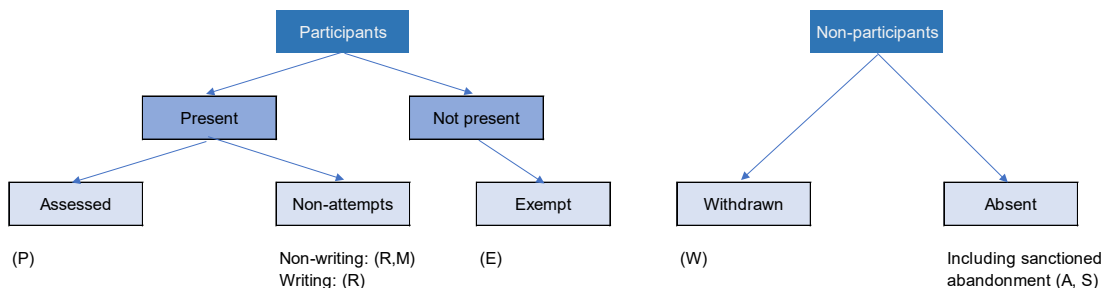 Participants
Non-participants
Present
Not present
Assessed
Non-attempts
Exempt
Withdrawn
Absent
(P)
Non-writing: (R,M)
Writing: (R)
(E)
(W)
Including sanctioned
abandonment (A, S)